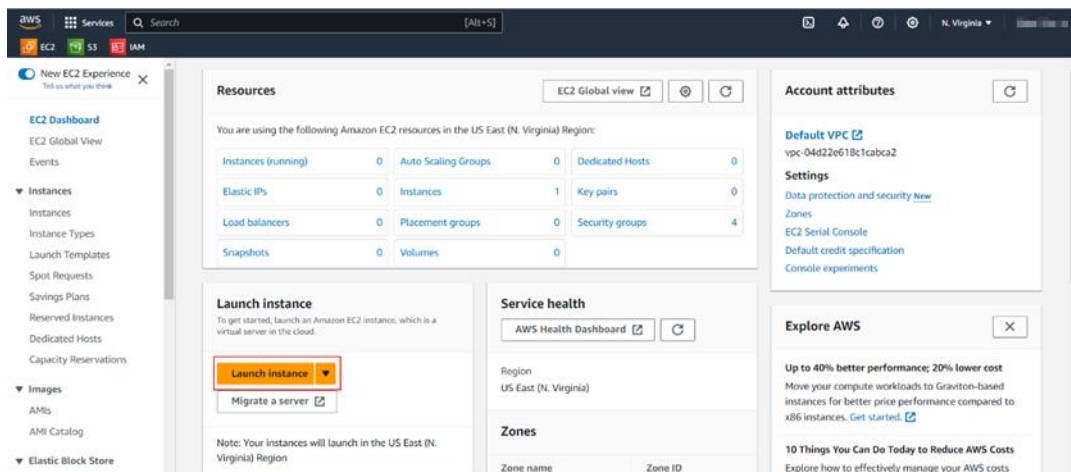 aws
Services
Search
[Alt+S]
N. Virginia
EC2
S3
IAM
New EC2 Experience
Tell us what you think
EC2 Dashboard
EC2 Global View
Events
Instances
Instances
Instance Types
Launch Templates
Spot Requests
Savings Plans
Reserved Instances
Dedicated Hosts
Capacity Reservations
Images
AMIs
AMI Catalog
Elastic Block Store
Resources
EC2 Global view
You are using the following Amazon EC2 resources in the US East (N. Virginia) Region:
Instances (running) 0 Auto Scaling Groups 0 Dedicated Hosts 0
Elastic IPs 0 Instances 1 Key pairs 0
Load balancers 0 Placement groups 0 Security groups 4
Snapshots 0 Volumes 0
Launch instance
To get started, launch an Amazon EC2 instance, which is a
virtual server in the cloud.
Launch instance
Migrate a server
Note: Your instances will launch in the US East (N.
Virginia) Region
Service health
AWS Health Dashboard
Region
US East (N. Virginia)
Zones
Zone name Zone ID
Account attributes
Default VPC
vpc-04d22e618c1cabca2
Settings
Data protection and security New
Zones
EC2 Serial Console
Default credit specification
Console experiments
Explore AWS
Up to 40% better performance; 20% lower cost
Move your compute workloads to Graviton-based
instances for better price performance compared to
x86 instances. Get started.
10 Things You Can Do Today to Reduce AWS Costs
Explore how to effectively manage your AWS costs